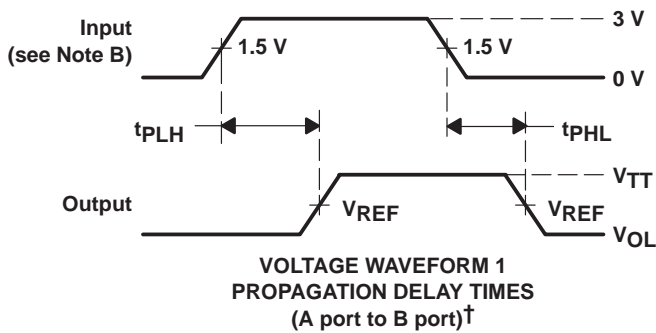 Input
(see Note B)
1.5 V
1.5 V
3 V
0 V
tPLH
tPHL
Output
VREF
VREF
VTT
VOL
VOLTAGE WAVEFORM 1
PROPAGATION DELAY TIMES
(A port to B port)†